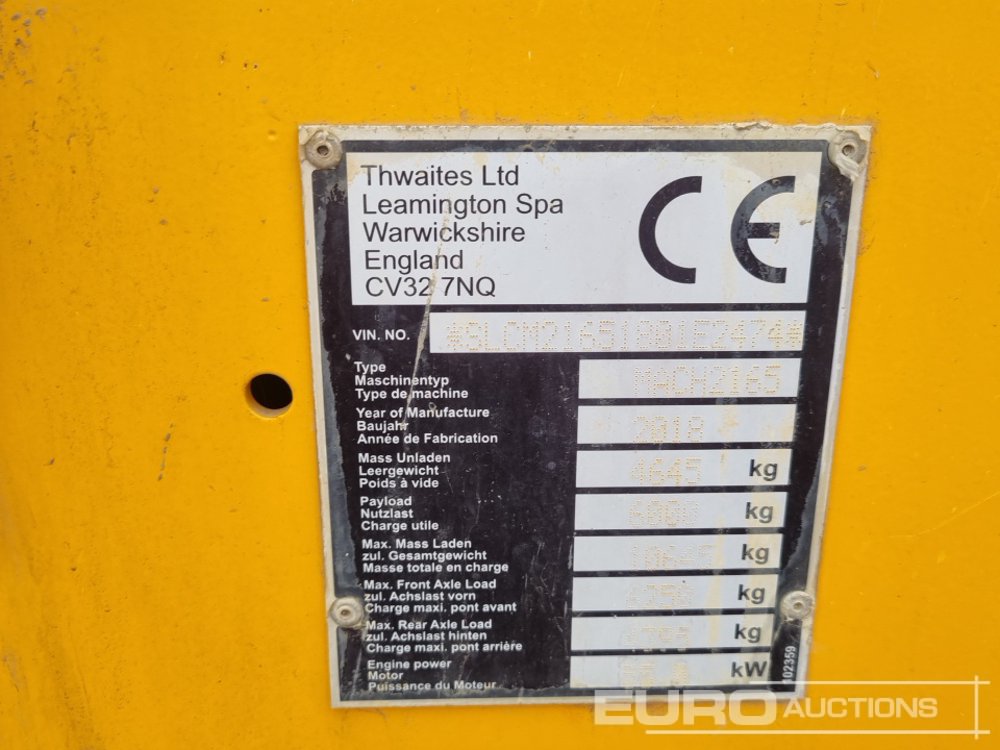 Thwaites Ltd
Leamington Spa
Warwickshire
England
CV32 7NQ
CE
VIN. NO. *SLCM21651801E2474*
Type
Maschinentyp MACH2165
Type de machine
Year of Manufacture
Baujahr 2018
Année de Fabrication
Mass Unladen
Leergewicht 4645 kg
Poids à vide
Payload
Nutzlast 6000 kg
Charge utile
Max. Mass Laden
zul. Gesamtgewicht kg
Masse totale en charge
Max. Front Axle Load
zul. Achslast vorn kg
Charge maxi. pont avant
Max. Rear Axle Load
zul. Achslast hinten kg
Charge maxi. pont arrière
Engine power
Motor kW
Puissance du Moteur
102359
EURO AUCTIONS